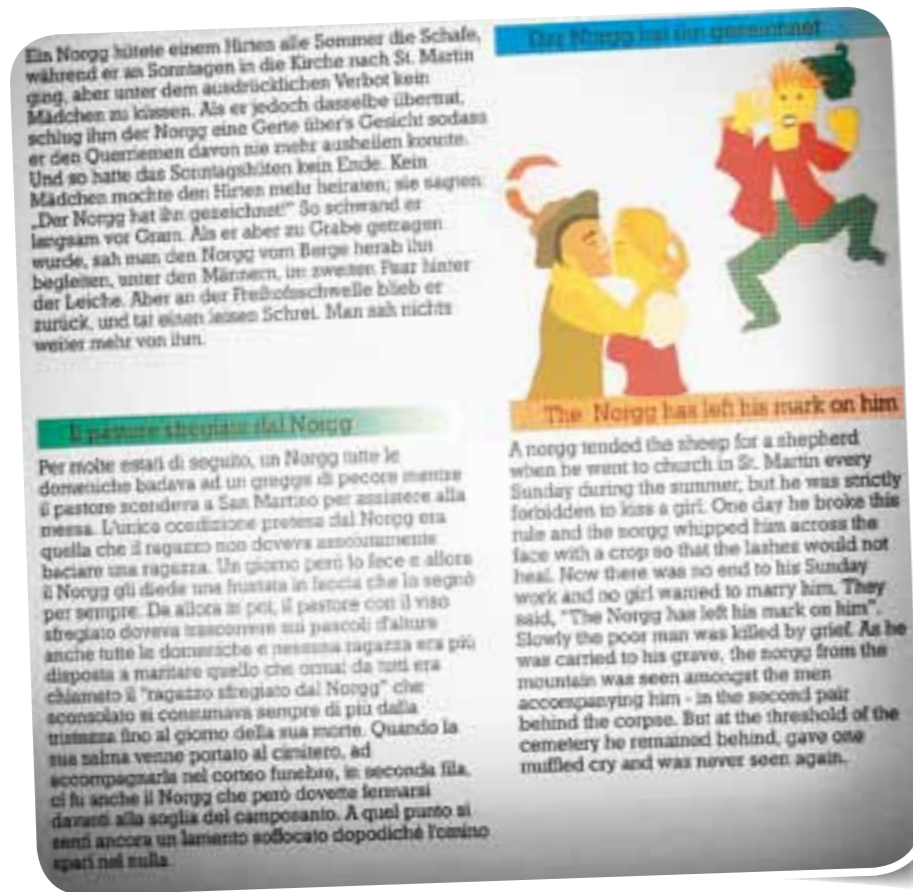 Ein Norgg hütete einem Hirten alle Sommer die Schafe,
während er an Sonntagen in die Kirche nach St. Martin
ging, aber unter dem ausdrücklichen Verbot kein
Mädchen zu küssen. Als er jedoch dasselbe übertrat,
schlug ihm der Norgg eine Gerte über's Gesicht sodass
er den Querriemen davon nie mehr ausheilen konnte.
Und so hatte das Sonntagshüten kein Ende. Kein
Mädchen mochte den Hirten mehr heiraten; sie sagten:
„Der Norgg hat ihn gezeichnet!" So schwand er
langsam vor Gram. Als er aber zu Grabe getragen
wurde, sah man den Norgg vom Berge herab ihn
begleiten, unter den Männern, im zweiten Paar hinter
der Leiche. Aber an der Freihofsschwelle blieb er
zurück, und tat einen leisen Schrei. Man sah nichts
weiter mehr von ihm.
Der Norgg hat ihn gezeichnet
Il pastore sfregiato dal Norgg
Per molte estati di seguito, un Norgg tutte le
domeniche badava ad un gregge di pecore mentre
il pastore scendeva a San Martino per assistere alla
messa. L'unica condizione pretesa dal Norgg era
quella che il ragazzo non doveva assolutamente
baciare una ragazza. Un giorno però lo fece e allora
il Norgg gli diede una frustata in faccia che lo segnò
per sempre. Da allora in poi, il pastore con il viso
sfregiato doveva trascorrere sui pascoli d'altura
anche tutte le domeniche e nessuna ragazza era più
disposta a maritare quello che ormai da tutti era
chiamato il "ragazzo sfregiato dal Norgg" che
sconsolato si consumava sempre di più dalla
tristezza fino al giorno della sua morte. Quando la
sua salma venne portato al cimitero, ad
accompagnarla nel corteo funebre, in seconda fila,
ci fu anche il Norgg che però dovette fermarsi
davanti alla soglia del camposanto. A quel punto si
sentì ancora un lamento soffocato dopodiché l'omino
sparì nel nulla.
The Norgg has left his mark on him
A norgg tended the sheep for a shepherd
when he went to church in St. Martin every
Sunday during the summer, but he was strictly
forbidden to kiss a girl. One day he broke this
rule and the norgg whipped him across the
face with a crop so that the lashes would not
heal. Now there was no end to his Sunday
work and no girl wanted to marry him. They
said, "The Norgg has left his mark on him".
Slowly the poor man was killed by grief. As he
was carried to his grave, the norgg from the
mountain was seen amongst the men
accompanying him - in the second pair
behind the corpse. But at the threshold of the
cemetery he remained behind, gave one
muffled cry and was never seen again.